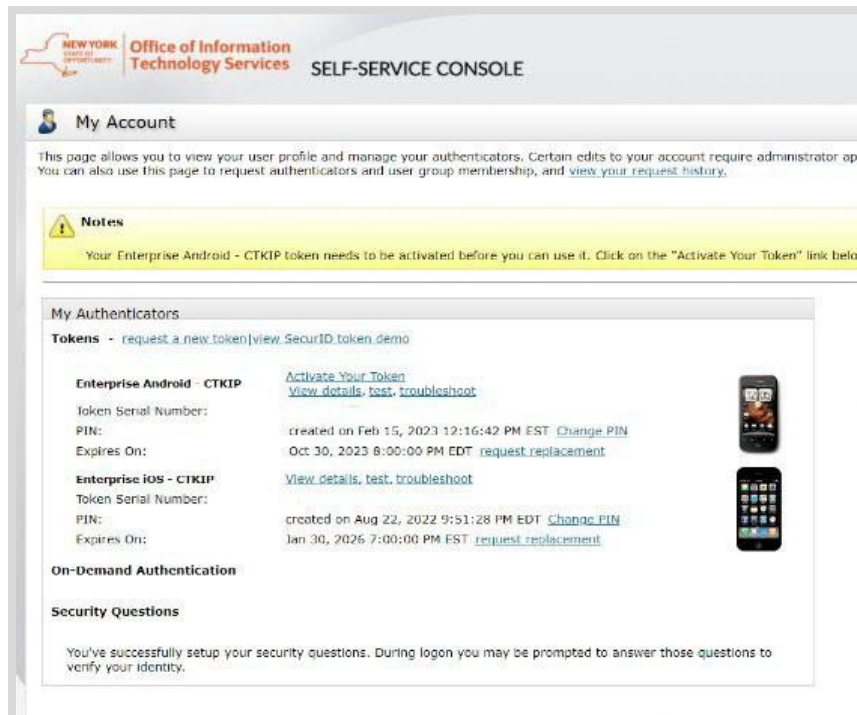 NEW YORK
STATE OF
OPPORTUNITY
Office of Information
Technology Services
SELF-SERVICE CONSOLE
My Account
This page allows you to view your user profile and manage your authenticators. Certain edits to your account require administrator ap
You can also use this page to request authenticators and user group membership, and view your request history.
Notes
Your Enterprise Android - CTKIP token needs to be activated before you can use it. Click on the "Activate Your Token" link belo
My Authenticators
Tokens - request a new token|view SecurID token demo
Enterprise Android - CTKIP Activate Your Token
View details, test, troubleshoot
Token Serial Number:
PIN: created on Feb 15, 2023 12:16:42 PM EST Change PIN
Expires On: Oct 30, 2023 8:00:00 PM EDT request replacement
Enterprise iOS - CTKIP View details, test, troubleshoot
Token Serial Number:
PIN: created on Aug 22, 2022 9:51:28 PM EDT Change PIN
Expires On: Jan 30, 2026 7:00:00 PM EST request replacement
On-Demand Authentication
Security Questions
You've successfully setup your security questions. During logon you may be prompted to answer those questions to
verify your identity.